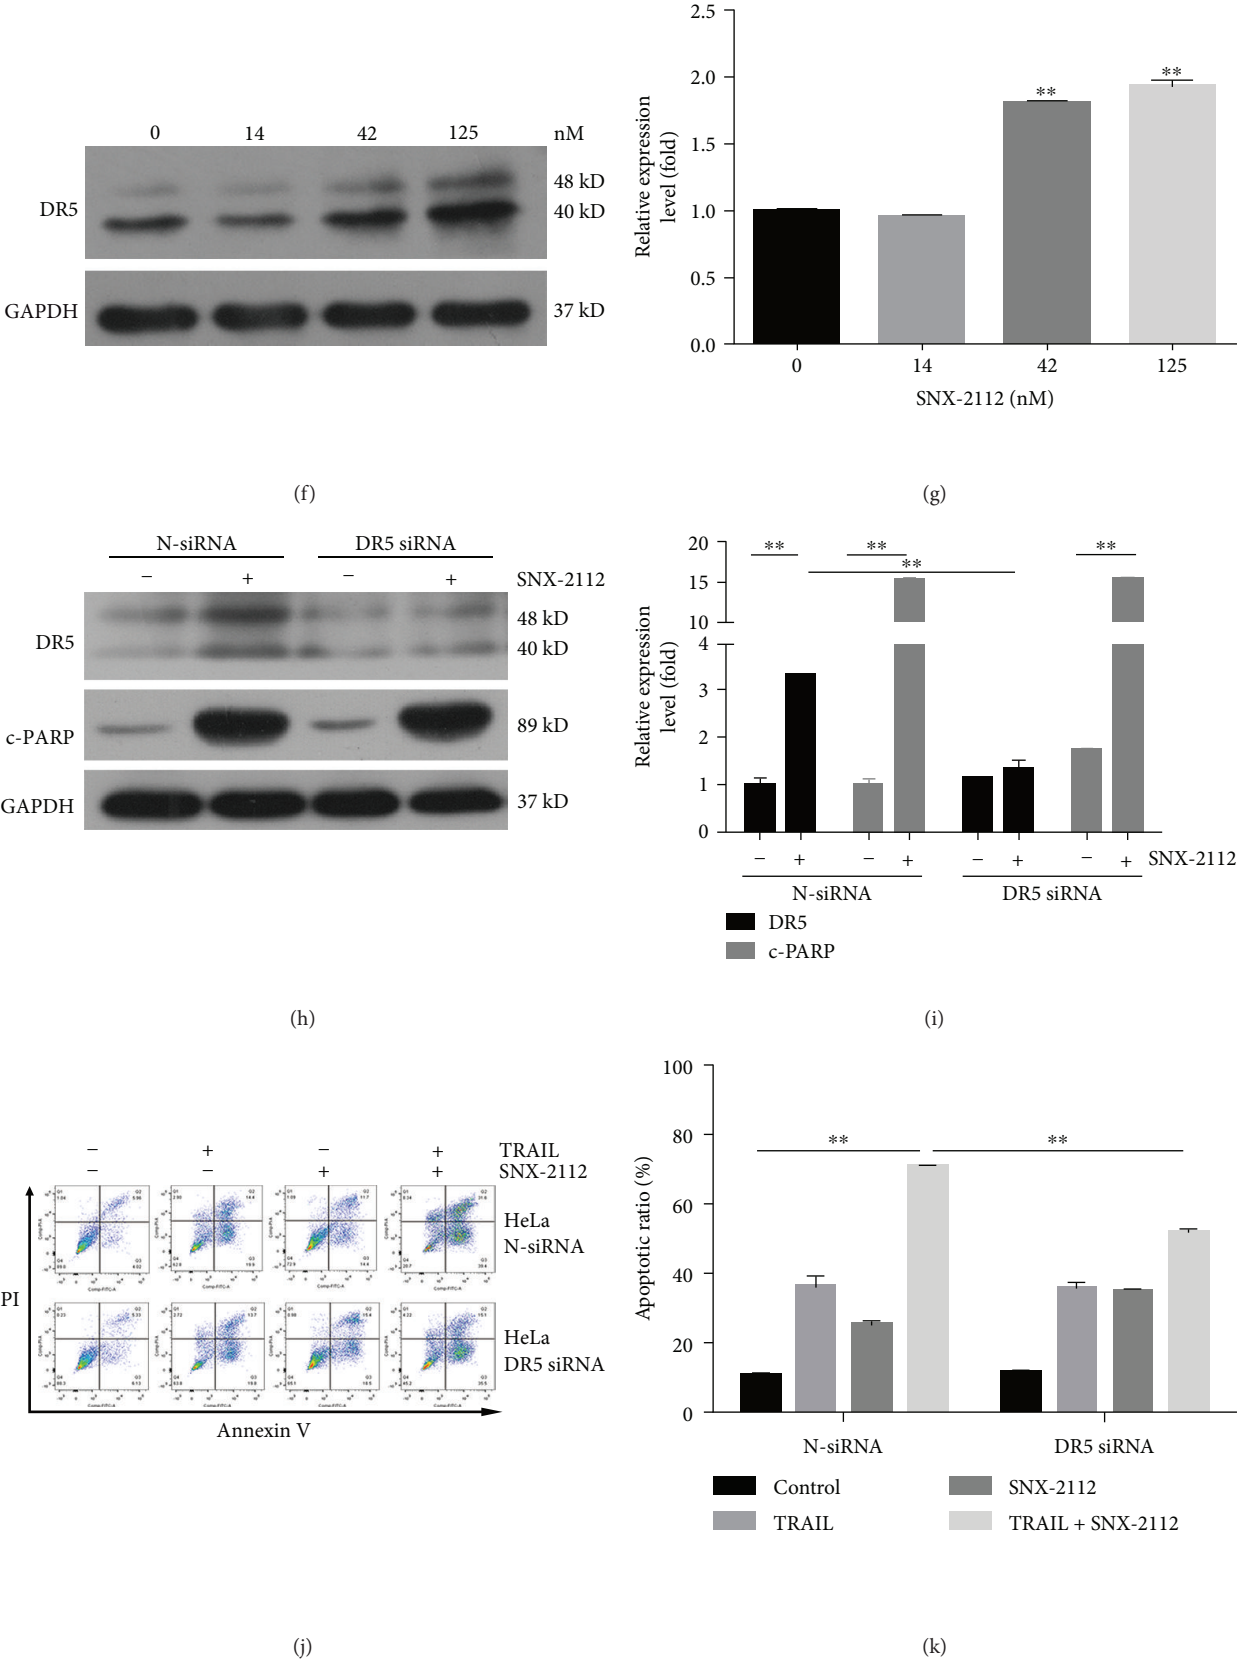 0 14 42 125 nM
DR5
48 kD
40 kD
GAPDH
37 kD
(f)
Relative expression
level (fold)
2.5
2.0
1.5
1.0
0.5
0.0
**
**
0 14 42 125
SNX-2112 (nM)
(g)
N-siRNA DR5 siRNA
− + − + SNX-2112
DR5
48 kD
40 kD
c-PARP
89 kD
GAPDH
37 kD
(h)
Relative expression
level (fold)
20
15
10
4
3
2
1
0
** ** **
**
− + − + − + − + SNX-2112
N-siRNA DR5 siRNA
DR5
c-PARP
(i)
− + − + TRAIL
− − + + SNX-2112
HeLa
N-siRNA
HeLa
DR5 siRNA
PI
Annexin V
(j)
Apoptotic ratio (%)
100
80
60
40
20
0
** **
N-siRNA DR5 siRNA
Control SNX-2112
TRAIL TRAIL + SNX-2112
(k)